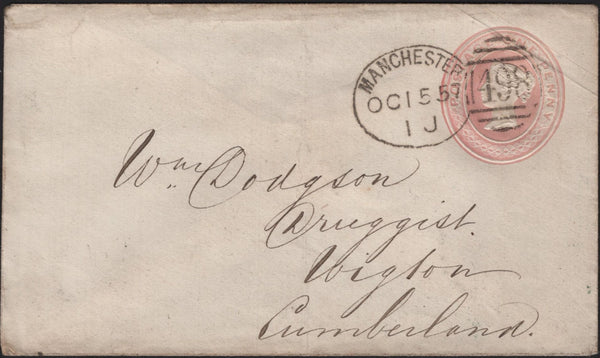 MANCHESTER
OC 15 59
1 J
498
Wm Dodgson
Druggist.
Wigton
Cumberland.